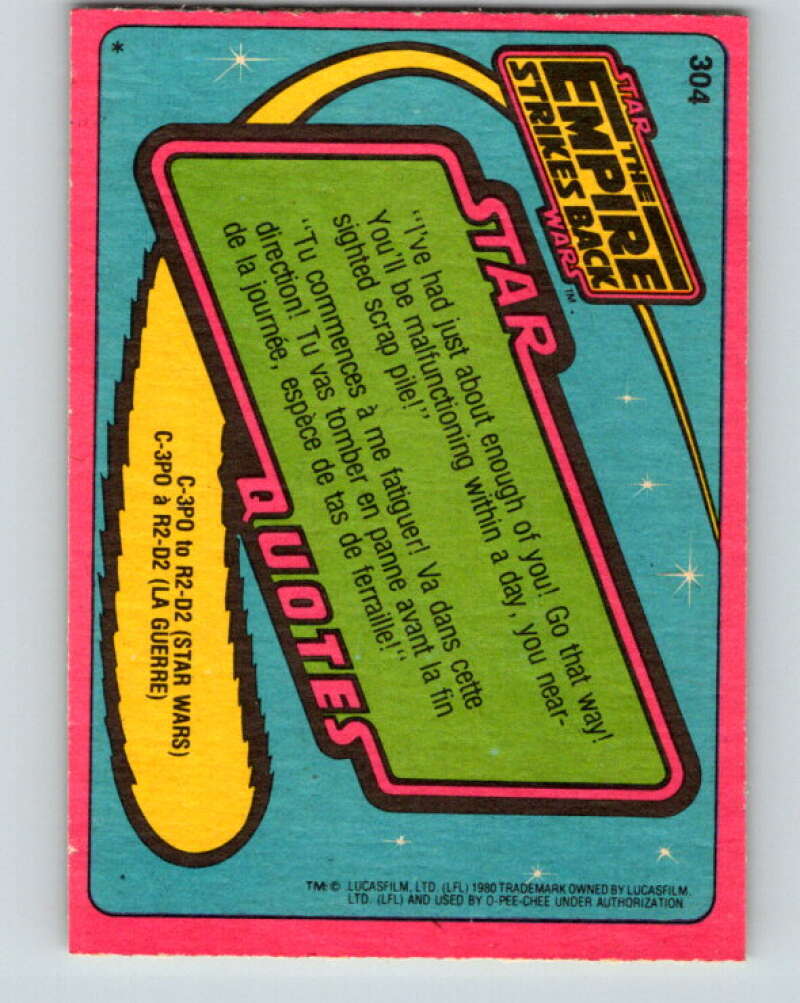 304
STAR
THE
EMPIRE
STRIKES BACK
WARS™
STAR
"I've had just about enough of you! Go that way!
You'll be malfunctioning within a day, you near-
sighted scrap pile!"
"Tu commences à me fatiguer! Va dans cette
direction! Tu vas tomber en panne avant la fin
de la journée, espèce de tas de ferraille!"
QUOTES
C-3PO to R2-D2 (STAR WARS)
C-3PO à R2-D2 (LA GUERRE)
*
TM: © LUCASFILM, LTD. (LFL) 1980 TRADEMARK OWNED BY LUCASFILM,
LTD. (LFL) AND USED BY O-PEE-CHEE UNDER AUTHORIZATION